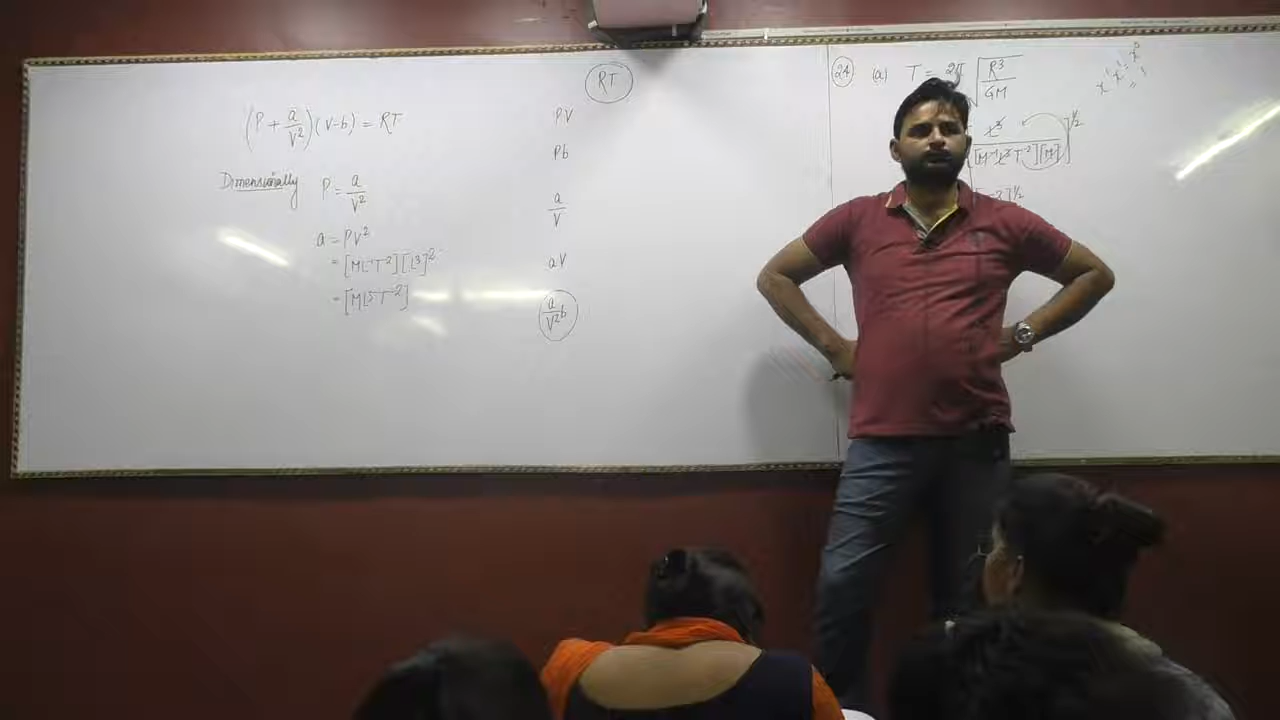 (P + a/V²)(V-b) = RT
Dimensionally P = a/V²
a = PV²
= [ML⁻¹T⁻²][L³]²
= [ML⁵T⁻²]
RT
PV
Pb
a/V
aV
a/V²b
24 (a) T = 2π √(R³/GM)